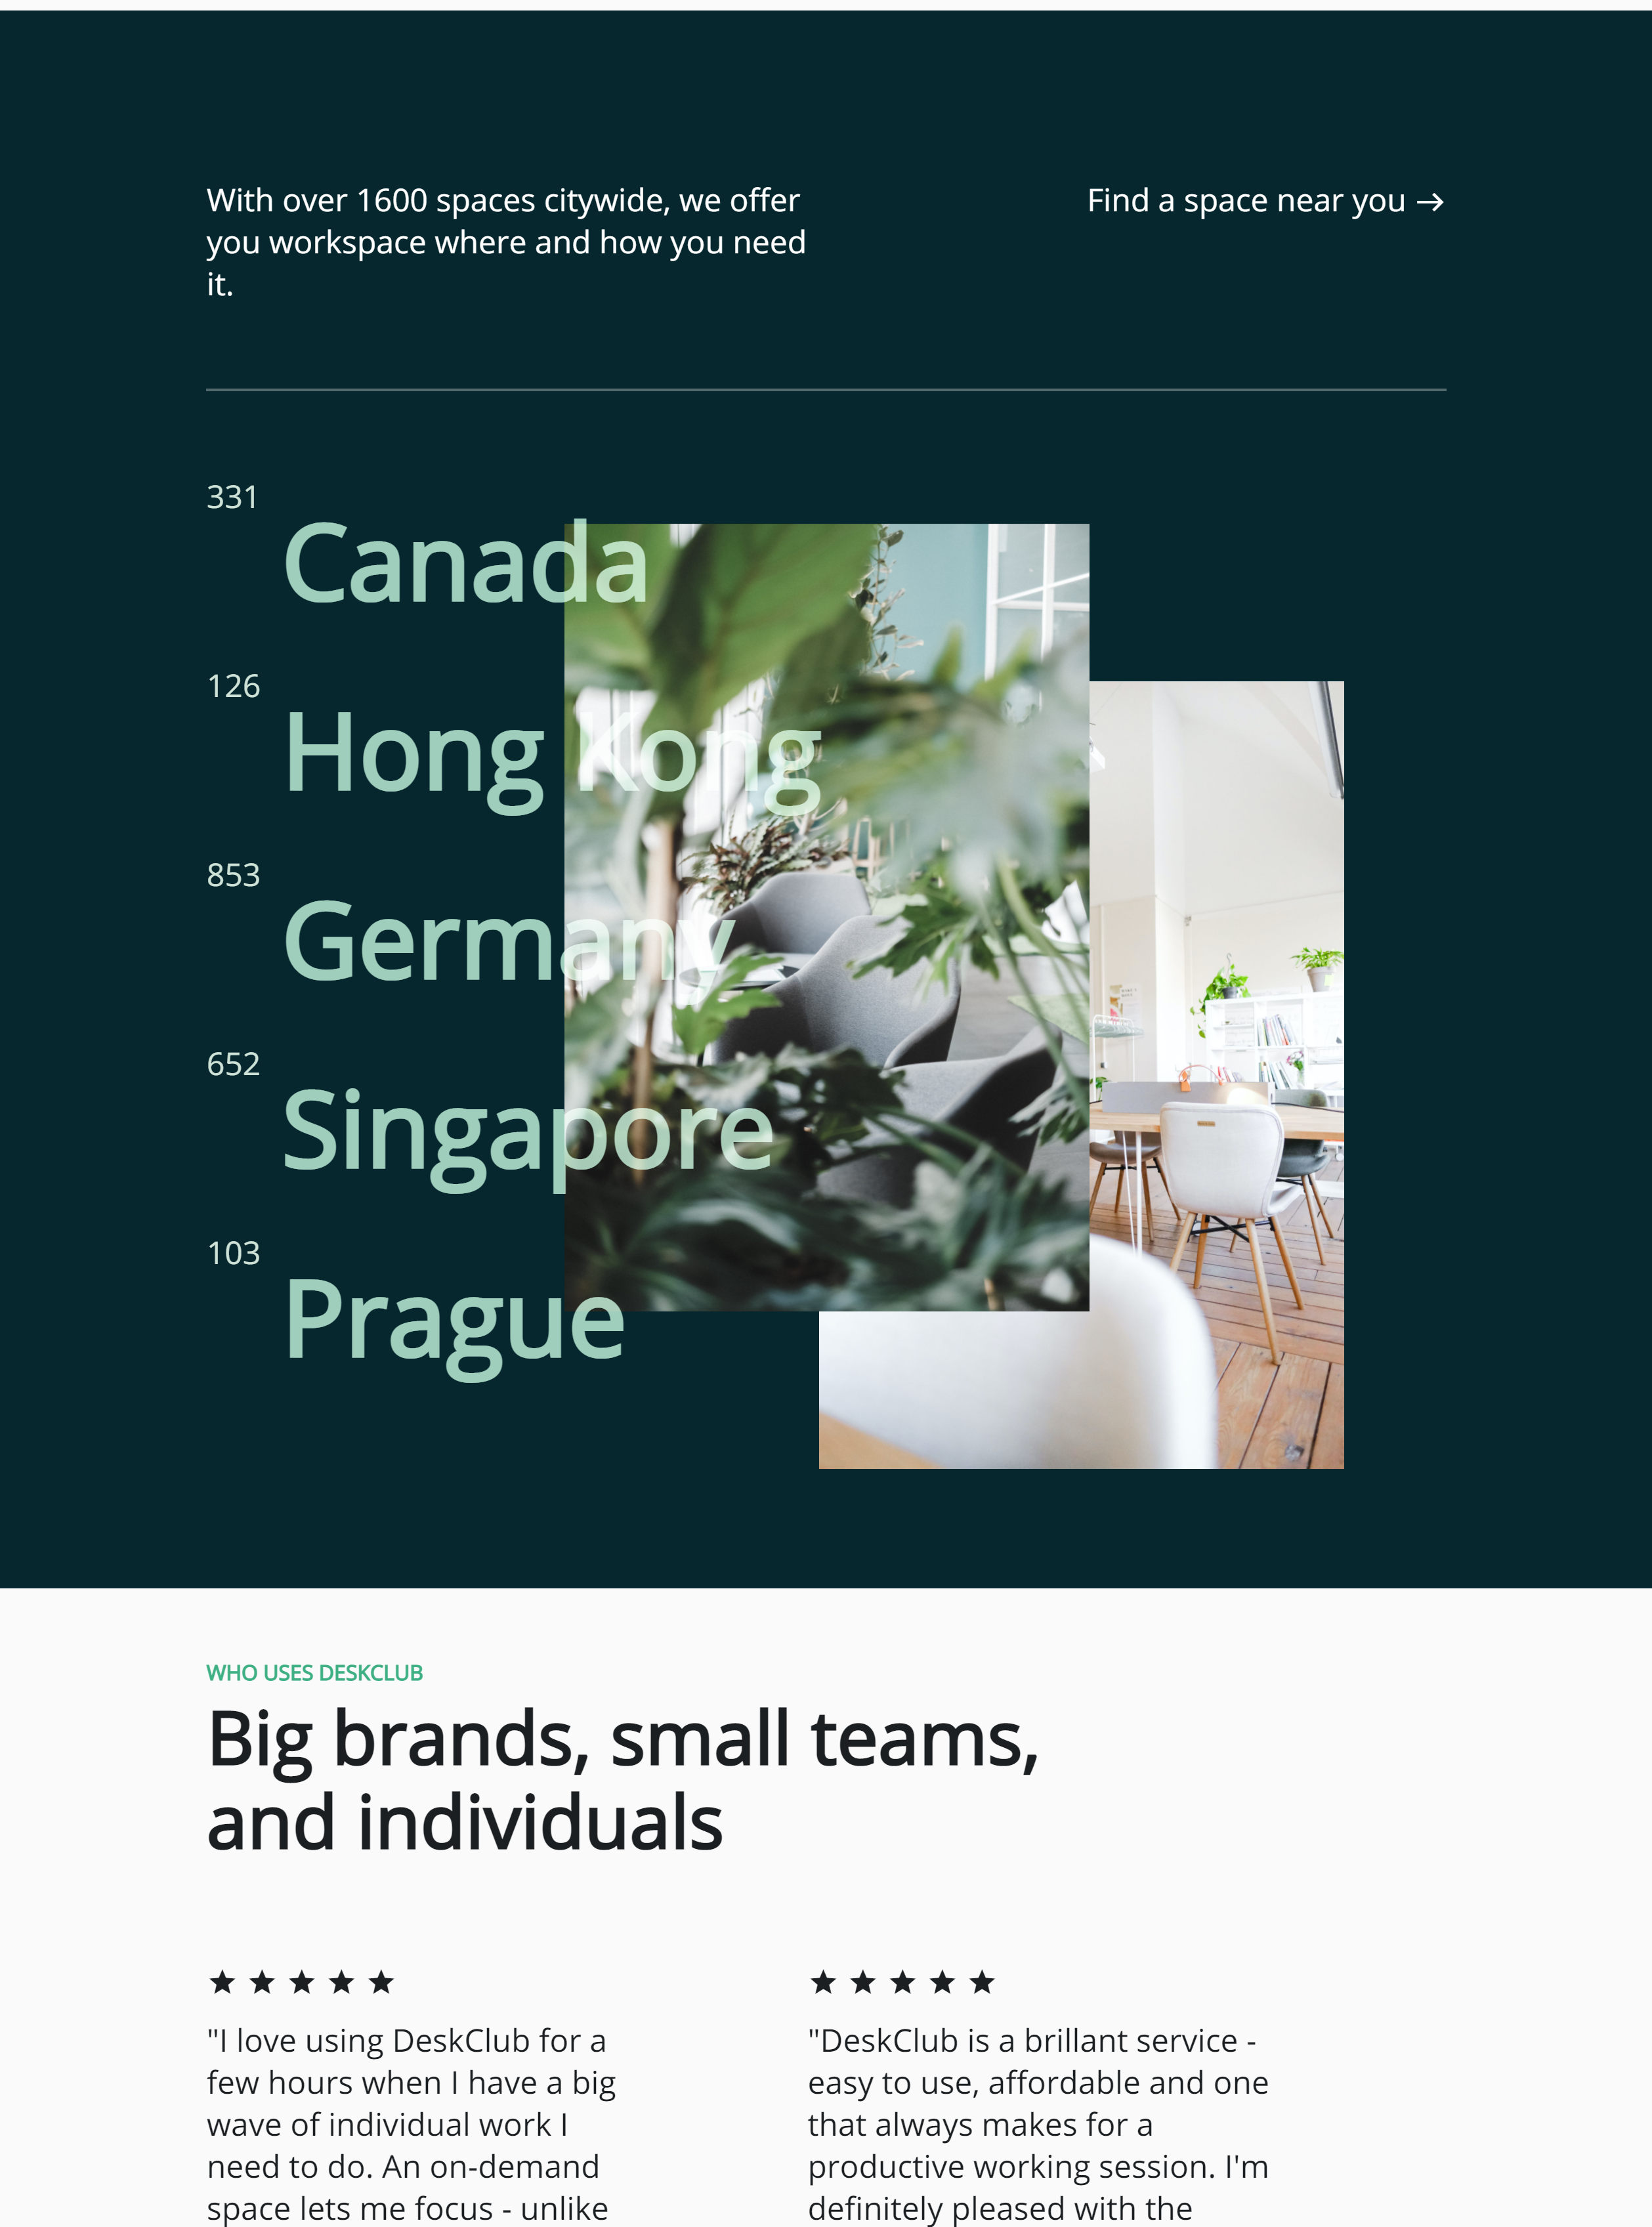 With over 1600 spaces citywide, we offer
you workspace where and how you need
it.
Find a space near you →
331
Canada
126
Hong Kong
853
Germany
652
Singapore
103
Prague
WHO USES DESKCLUB
Big brands, small teams,
and individuals
★ ★ ★ ★ ★
"I love using DeskClub for a
few hours when I have a big
wave of individual work I
need to do. An on-demand
space lets me focus - unlike
★ ★ ★ ★ ★
"DeskClub is a brillant service -
easy to use, affordable and one
that always makes for a
productive working session. I'm
definitely pleased with the